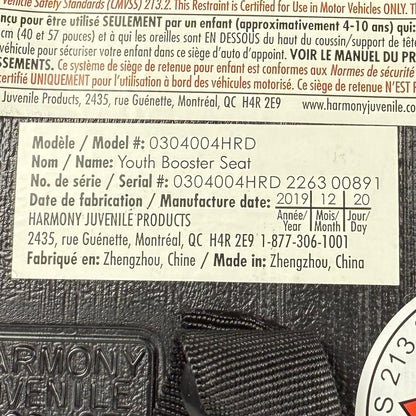 Vehicle Safety Standards (CMVSS) 213.2. This Restraint is Certified for Use in Motor Vehicles ONLY. The
nçu pour être utilisé SEULEMENT par un enfant (approximativement 4-10 ans) qui
cm (40 et 57 pouces) et à qui les oreilles sont EN DESSOUS du haut du coussin/support de tê
véhicule pour sécuriser votre enfant dans ce siège d'auto d'appoint. VOIR LE MANUEL DU PR
ESSEMENTS. Ce système de siège de retenue pour enfant est conforme aux Normes de sécurité
certifié UNIQUEMENT pour l'utilisation à bord des véhicules motorisés. Ce siège de retenue N'EST P
Juvenile Products, 2435, rue Guénette, Montréal, QC H4R 2E9 www.harmonyjuvenile.com
Modèle / Model #: 0304004HRD
Nom / Name: Youth Booster Seat
No. de série / Serial #: 0304004HRD 2263 00891
Date de fabrication / Manufacture date: 2019 12 20
HARMONY JUVENILE PRODUCTS Année/ Year Mois/ Month Jour/ Day
2435, rue Guénette, Montréal, QC H4R 2E9 1-877-306-1001
Fabriqué en: Zhengzhou, Chine / Made in: Zhengzhou, China
HARMONY
JUVENILE
S 213